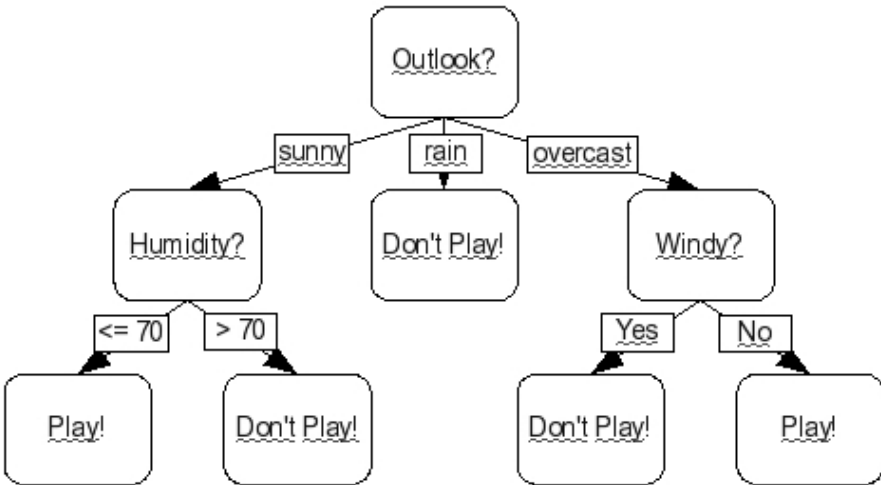 Outlook?
sunny
rain
overcast
Humidity?
Don't Play!
Windy?
<= 70
> 70
Yes
No
Play!
Don't Play!
Don't Play!
Play!